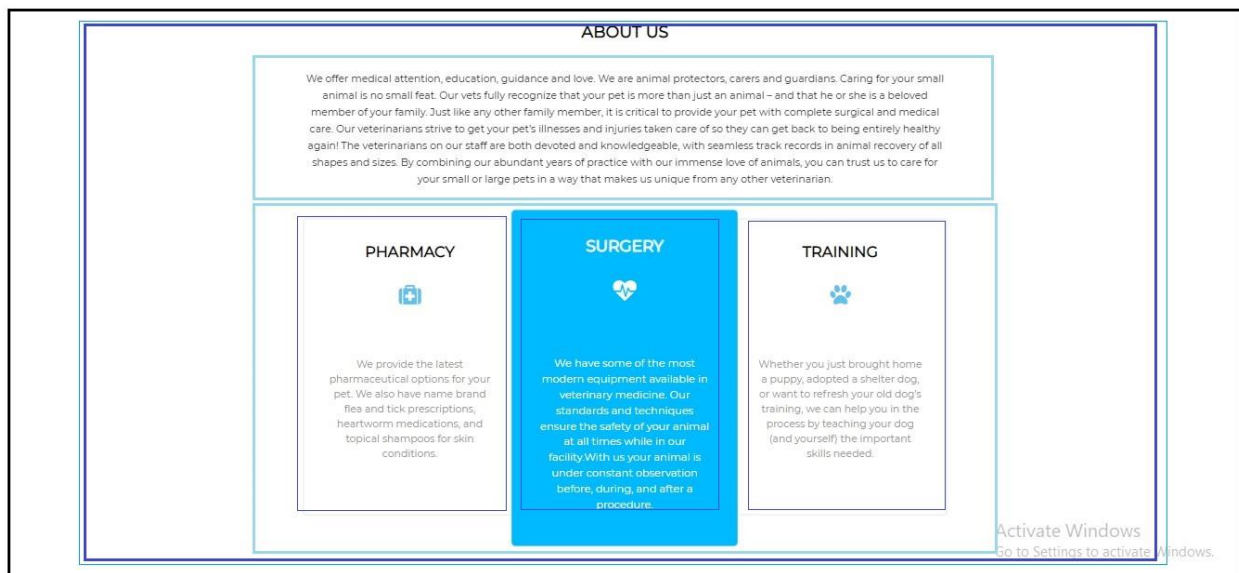 ABOUT US
We offer medical attention, education, guidance and love. We are animal protectors, carers and guardians. Caring for your small
animal is no small feat. Our vets fully recognize that your pet is more than just an animal – and that he or she is a beloved
member of your family. Just like any other family member, it is critical to provide your pet with complete surgical and medical
care. Our veterinarians strive to get your pet's illnesses and injuries taken care of so they can get back to being entirely healthy
again! The veterinarians on our staff are both devoted and knowledgeable, with seamless track records in animal recovery of all
shapes and sizes. By combining our abundant years of practice with our immense love of animals, you can trust us to care for
your small or large pets in a way that makes us unique from any other veterinarian.
PHARMACY
We provide the latest
pharmaceutical options for your
pet. We also have name brand
flea and tick prescriptions,
heartworm medications, and
topical shampoos for skin
conditions.
SURGERY
We have some of the most
modern equipment available in
veterinary medicine. Our
standards and techniques
ensure the safety of your animal
at all times while in our
facility.With us your animal is
under constant observation
before, during, and after a
procedure.
TRAINING
Whether you just brought home
a puppy, adopted a shelter dog,
or want to refresh your old dog's
training, we can help you in the
process by teaching your dog
(and yourself) the important
skills needed.
Activate Windows
Go to Settings to activate Windows.